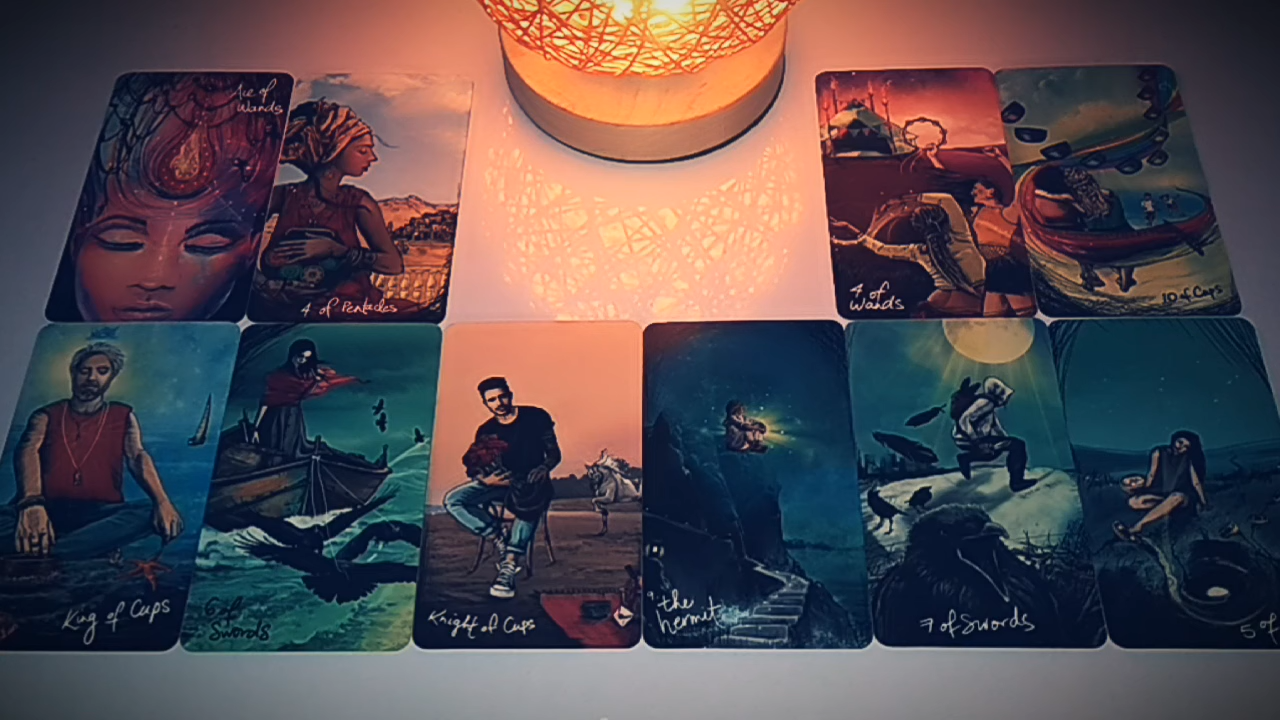 Ace of
Wands
4 of Pentacles
4 of
Wands
10 of Cups
King of Cups
6 of
Swords
Knight of Cups
9 the
hermit
7 of Swords
5 of